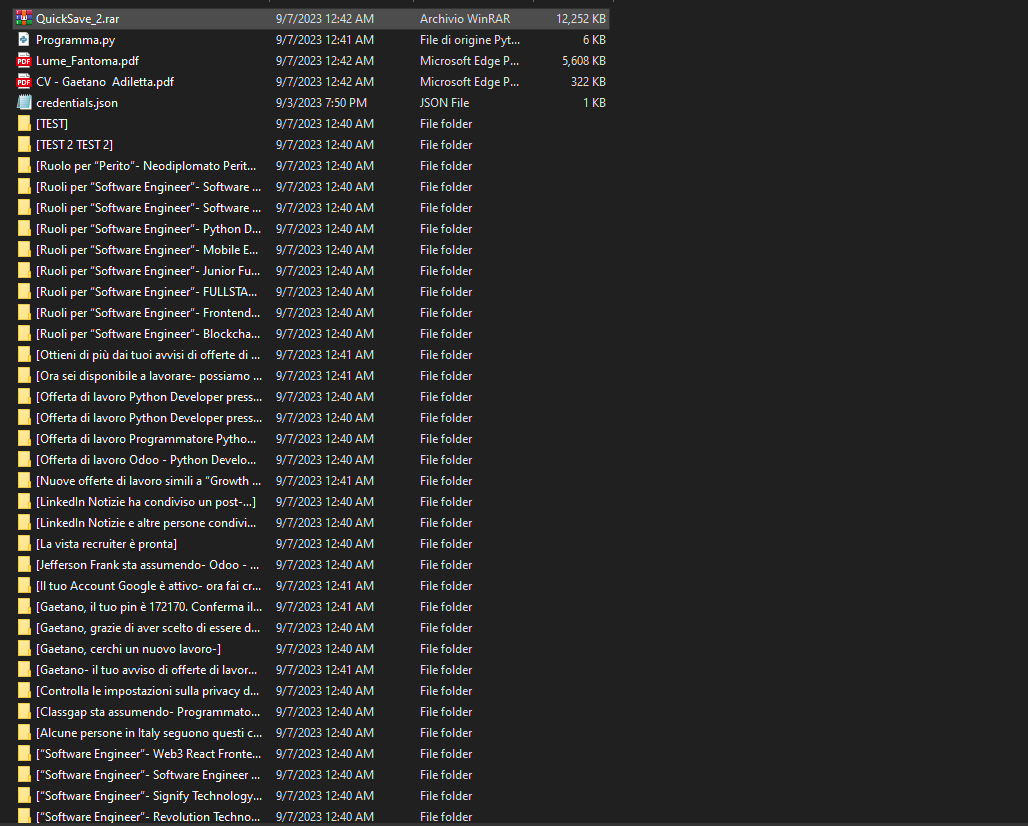 QuickSave_2.rar 9/7/2023 12:42 AM Archivio WinRAR 12,252 KB
Programma.py 9/7/2023 12:41 AM File di origine Pyt... 6 KB
Lume_Fantoma.pdf 9/7/2023 12:42 AM Microsoft Edge P... 5,608 KB
CV - Gaetano  Adiletta.pdf 9/7/2023 12:42 AM Microsoft Edge P... 322 KB
credentials.json 9/3/2023 7:50 PM JSON File 1 KB
[TEST] 9/7/2023 12:40 AM File folder
[TEST 2 TEST 2] 9/7/2023 12:40 AM File folder
[Ruolo per “Perito”- Neodiplomato Perit... 9/7/2023 12:40 AM File folder
[Ruoli per “Software Engineer”- Software ... 9/7/2023 12:40 AM File folder
[Ruoli per “Software Engineer”- Software ... 9/7/2023 12:40 AM File folder
[Ruoli per “Software Engineer”- Python D... 9/7/2023 12:40 AM File folder
[Ruoli per “Software Engineer”- Mobile E... 9/7/2023 12:40 AM File folder
[Ruoli per “Software Engineer”- Junior Fu... 9/7/2023 12:40 AM File folder
[Ruoli per “Software Engineer”- FULLSTA... 9/7/2023 12:40 AM File folder
[Ruoli per “Software Engineer”- Frontend... 9/7/2023 12:40 AM File folder
[Ruoli per “Software Engineer”- Blockcha... 9/7/2023 12:40 AM File folder
[Ottieni di più dai tuoi avvisi di offerte di ... 9/7/2023 12:41 AM File folder
[Ora sei disponibile a lavorare- possiamo ... 9/7/2023 12:41 AM File folder
[Offerta di lavoro Python Developer press... 9/7/2023 12:40 AM File folder
[Offerta di lavoro Python Developer press... 9/7/2023 12:40 AM File folder
[Offerta di lavoro Programmatore Pytho... 9/7/2023 12:40 AM File folder
[Offerta di lavoro Odoo - Python Develo... 9/7/2023 12:40 AM File folder
[Nuove offerte di lavoro simili a “Growth ... 9/7/2023 12:41 AM File folder
[LinkedIn Notizie ha condiviso un post-...] 9/7/2023 12:40 AM File folder
[LinkedIn Notizie e altre persone condivi... 9/7/2023 12:40 AM File folder
[La vista recruiter è pronta] 9/7/2023 12:40 AM File folder
[Jefferson Frank sta assumendo- Odoo - ... 9/7/2023 12:40 AM File folder
[Il tuo Account Google è attivo- ora fai cr... 9/7/2023 12:41 AM File folder
[Gaetano, il tuo pin è 172170. Conferma il... 9/7/2023 12:41 AM File folder
[Gaetano, grazie di aver scelto di essere d... 9/7/2023 12:40 AM File folder
[Gaetano, cerchi un nuovo lavoro-] 9/7/2023 12:40 AM File folder
[Gaetano- il tuo avviso di offerte di lavor... 9/7/2023 12:41 AM File folder
[Controlla le impostazioni sulla privacy d... 9/7/2023 12:40 AM File folder
[Classgap sta assumendo- Programmato... 9/7/2023 12:40 AM File folder
[Alcune persone in Italy seguono questi c... 9/7/2023 12:40 AM File folder
[“Software Engineer”- Web3 React Fronte... 9/7/2023 12:40 AM File folder
[“Software Engineer”- Software Engineer ... 9/7/2023 12:40 AM File folder
[“Software Engineer”- Signify Technology... 9/7/2023 12:40 AM File folder
[“Software Engineer”- Revolution Techno... 9/7/2023 12:40 AM File folder